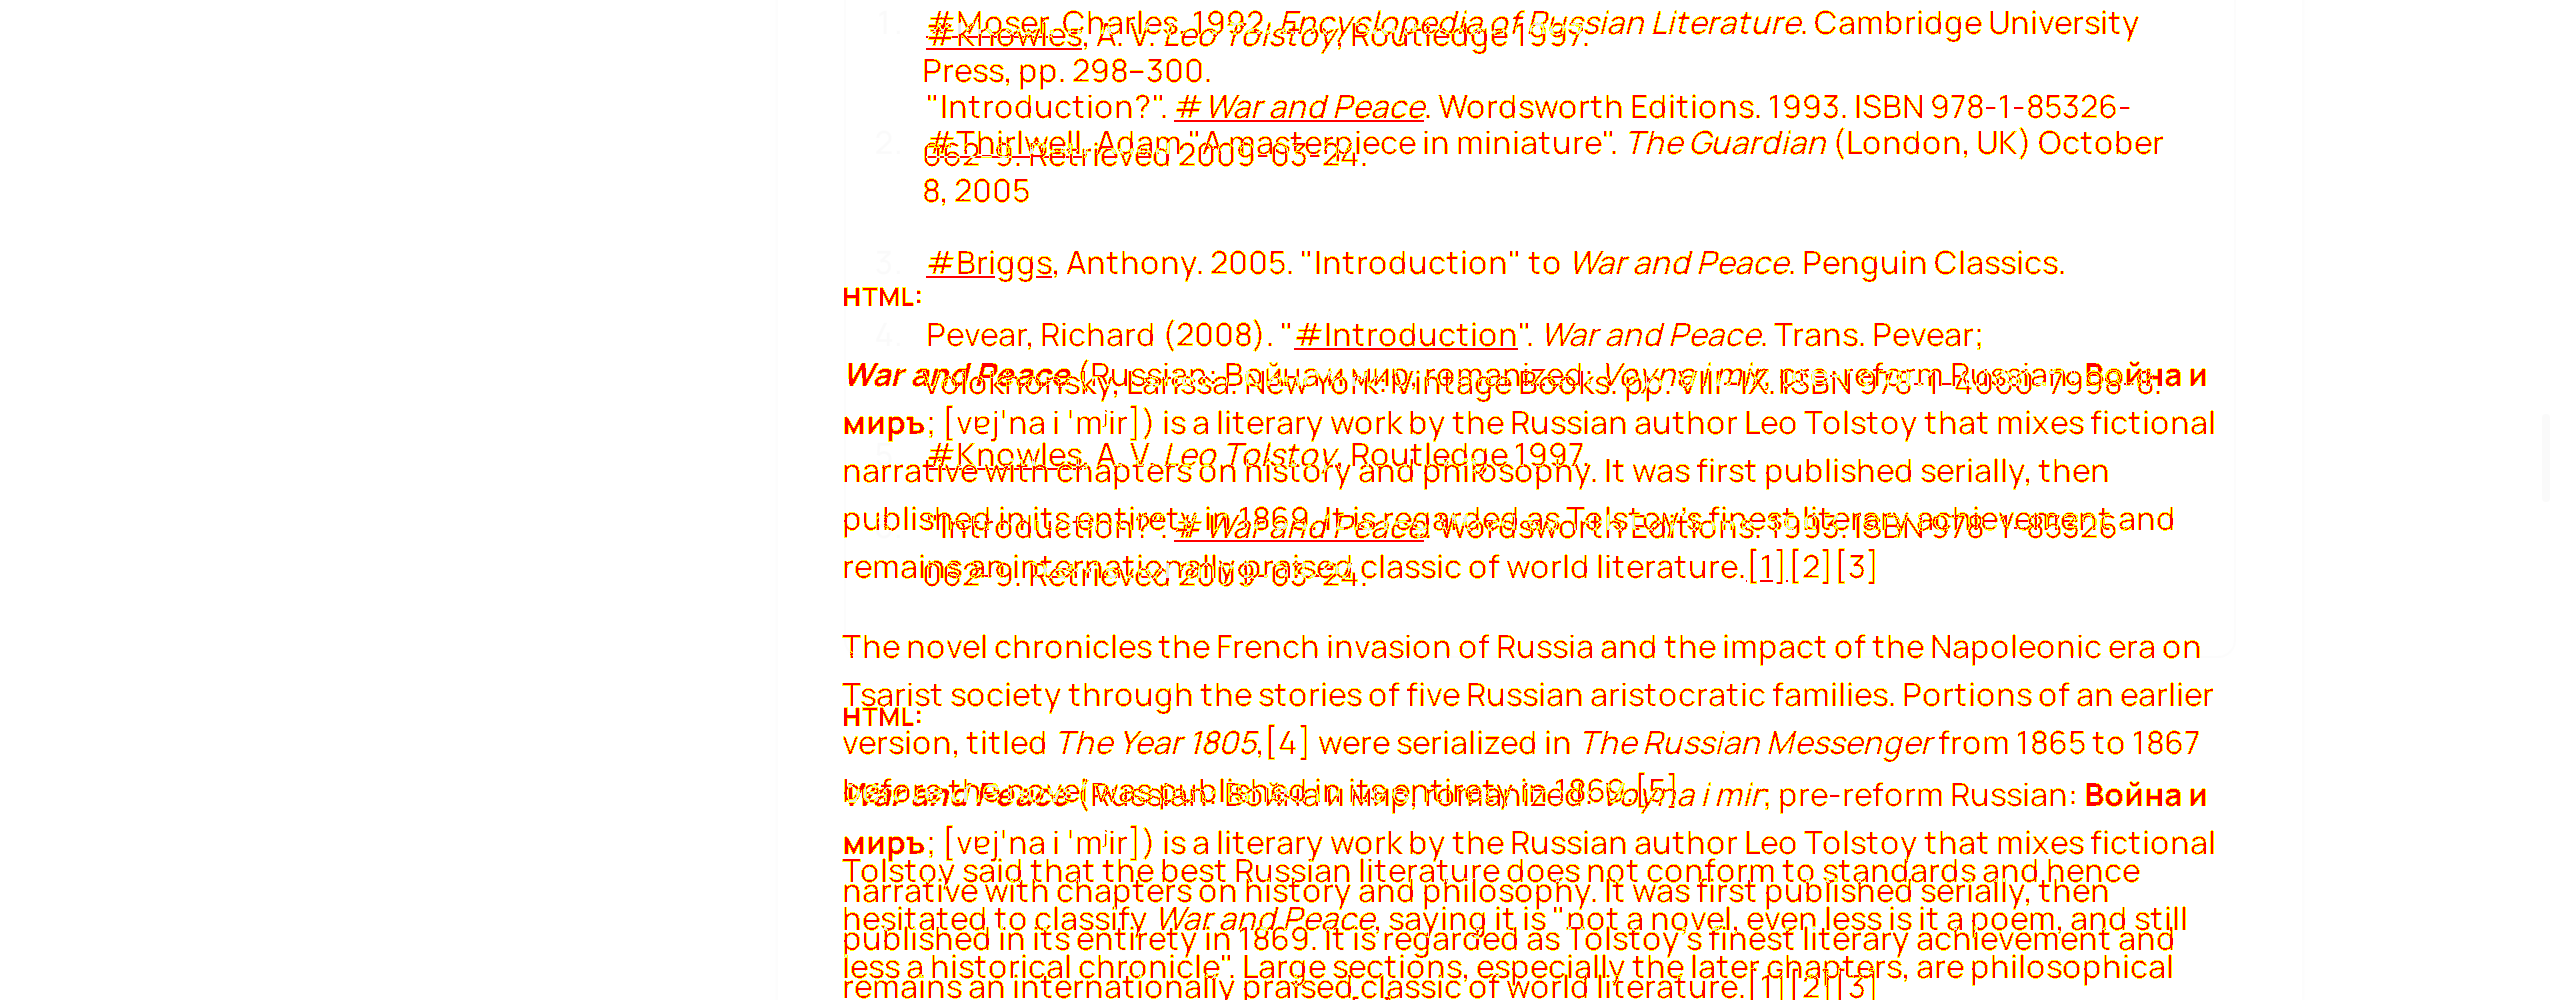 1. #Moser, Charles. 1992. Encyclopedia of Russian Literature. Cambridge University
#Knowles, A. V. Leo Tolstoy, Routledge 1997.
Press, pp. 298–300.
"Introduction?". #War and Peace. Wordsworth Editions. 1993. ISBN 978-1-85326-
2. #Thirlwell, Adam "A masterpiece in miniature". The Guardian (London, UK) October
062-9. Retrieved 2009-03-24.
8, 2005
3. #Briggs, Anthony. 2005. "Introduction" to War and Peace. Penguin Classics.
HTML:
4. Pevear, Richard (2008). "#Introduction". War and Peace. Trans. Pevear;
War and Peace (Russian: Война и мир, romanized: Voyna i mir; pre-reform Russian: Война и
Volokhonsky, Larissa. New York: Vintage Books. pp. VIII–IX. ISBN 978-1-4000-7998-8.
миръ; [vɐjˈna i ˈmʲir]) is a literary work by the Russian author Leo Tolstoy that mixes fictional
#Knowles, A. V. Leo Tolstoy, Routledge 1997.
narrative with chapters on history and philosophy. It was first published serially, then
published in its entirety in 1869. It is regarded as Tolstoy's finest literary achievement and
"Introduction?". #War and Peace. Wordsworth Editions. 1993. ISBN 978-1-85326-
remains an internationally praised classic of world literature.[1][2][3]
062-9. Retrieved 2009-03-24.
The novel chronicles the French invasion of Russia and the impact of the Napoleonic era on
Tsarist society through the stories of five Russian aristocratic families. Portions of an earlier
HTML:
version, titled The Year 1805,[4] were serialized in The Russian Messenger from 1865 to 1867
before the novel was published in its entirety in 1869.[5]
War and Peace (Russian: Война и мир, romanized: Voyna i mir; pre-reform Russian: Война и
миръ; [vɐjˈna i ˈmʲir]) is a literary work by the Russian author Leo Tolstoy that mixes fictional
Tolstoy said that the best Russian literature does not conform to standards and hence
narrative with chapters on history and philosophy. It was first published serially, then
hesitated to classify War and Peace, saying it is "not a novel, even less is it a poem, and still
published in its entirety in 1869. It is regarded as Tolstoy's finest literary achievement and
less a historical chronicle". Large sections, especially the later chapters, are philosophical
remains an internationally praised classic of world literature.[1][2][3]